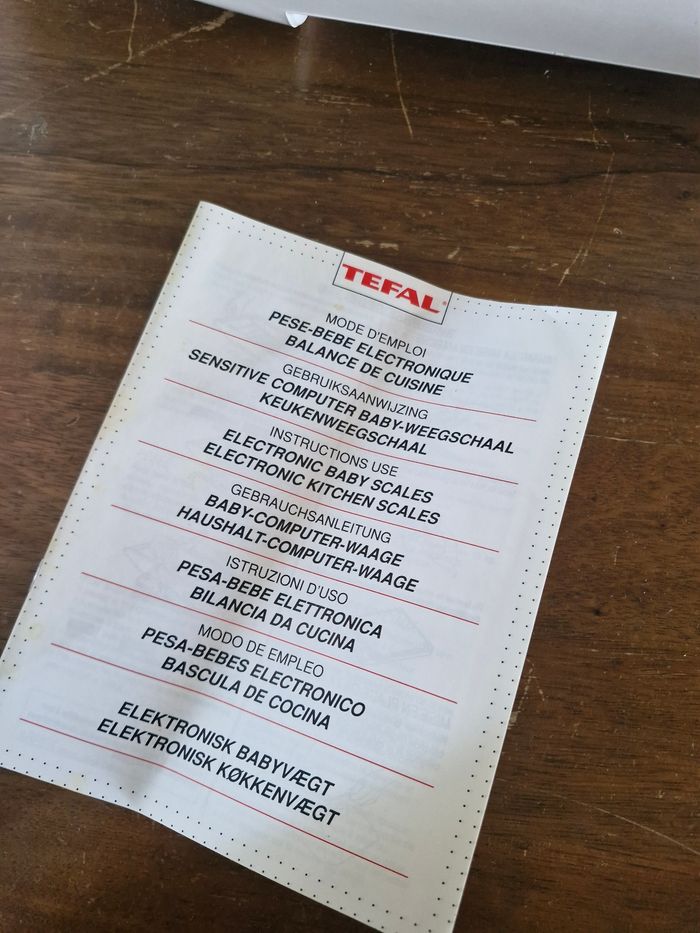 TEFAL
MODE D'EMPLOI
PESE-BEBE ELECTRONIQUE
BALANCE DE CUISINE
GEBRUIKSAANWIJZING
SENSITIVE COMPUTER BABY-WEEGSCHAAL
KEUKENWEEGSCHAAL
INSTRUCTIONS USE
ELECTRONIC BABY SCALES
ELECTRONIC KITCHEN SCALES
GEBRAUCHSANLEITUNG
BABY-COMPUTER-WAAGE
HAUSHALT-COMPUTER-WAAGE
ISTRUZIONI D'USO
PESA-BEBE ELETTRONICA
BILANCIA DA CUCINA
MODO DE EMPLEO
PESA-BEBES ELECTRONICO
BASCULA DE COCINA
ELEKTRONISK BABYVÆGT
ELEKTRONISK KØKKENVÆGT